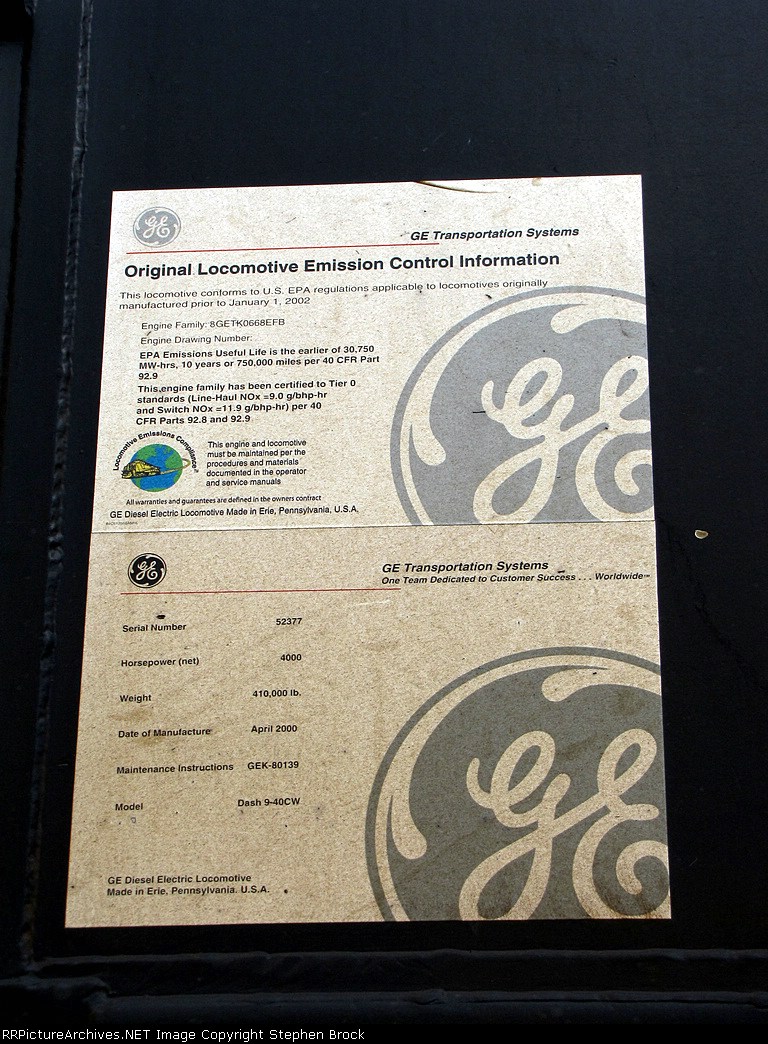 GE
GE Transportation Systems
Original Locomotive Emission Control Information
This locomotive conforms to U.S. EPA regulations applicable to locomotives originally
manufactured prior to January 1, 2002
Engine Family: 8GETK0668EFB
Engine Drawing Number:
EPA Emissions Useful Life is the earlier of 30,750
MW-hrs, 10 years or 750,000 miles per 40 CFR Part
92.9
This engine family has been certified to Tier 0
standards (Line-Haul NOx =9.0 g/bhp-hr
and Switch NOx =11.9 g/bhp-hr) per 40
CFR Parts 92.8 and 92.9
Locomotive Emissions Compliance
This engine and locomotive
must be maintained per the
procedures and materials
documented in the operator
and service manuals
All warranties and guarantees are defined in the owners contract
GE Diesel Electric Locomotive Made in Erie, Pennsylvania, U.S.A.
GE
GE
GE Transportation Systems
One Team Dedicated to Customer Success . . . Worldwide℠
Serial Number 52377
Horsepower (net) 4000
Weight 410,000 lb.
Date of Manufacture April 2000
Maintenance Instructions GEK-80139
Model Dash 9-40CW
GE
GE Diesel Electric Locomotive
Made in Erie, Pennsylvania. U.S.A.
RRPictureArchives.NET Image Copyright Stephen Brock